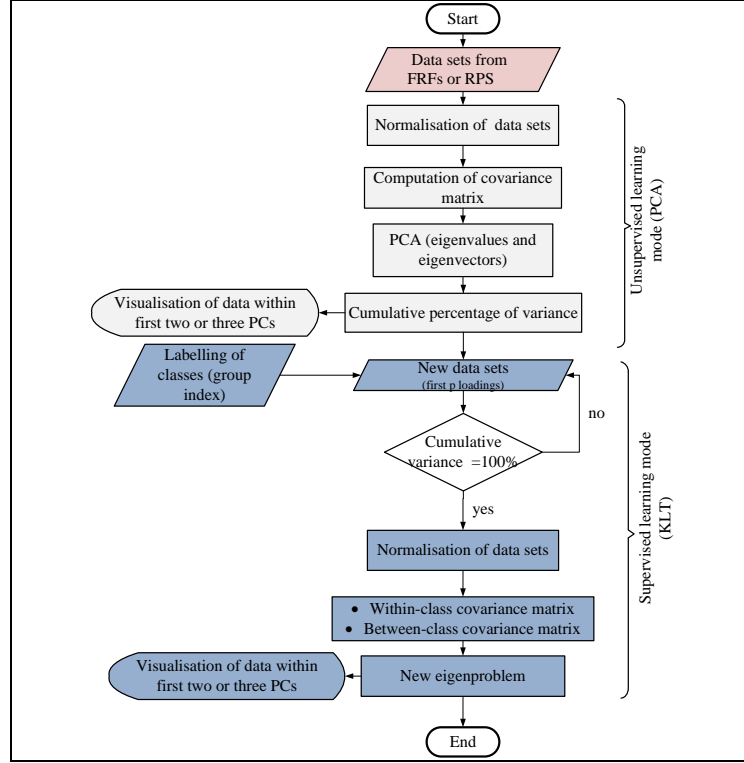 Start
Data sets from
FRFs or RPS
Normalisation of data sets
Computation of covariance
matrix
PCA (eigenvalues and
eigenvectors)
Visualisation of data within
first two or three PCs
Cumulative percentage of variance
Unsupervised learning
mode (PCA)
Labelling of
classes (group
index)
New data sets
(first p loadings)
no
Cumulative
variance =100%
yes
Normalisation of data sets
• Within-class covariance matrix
• Between-class covariance matrix
Visualisation of data within
first two or three PCs
New eigenproblem
Supervised learning mode
(KLT)
End